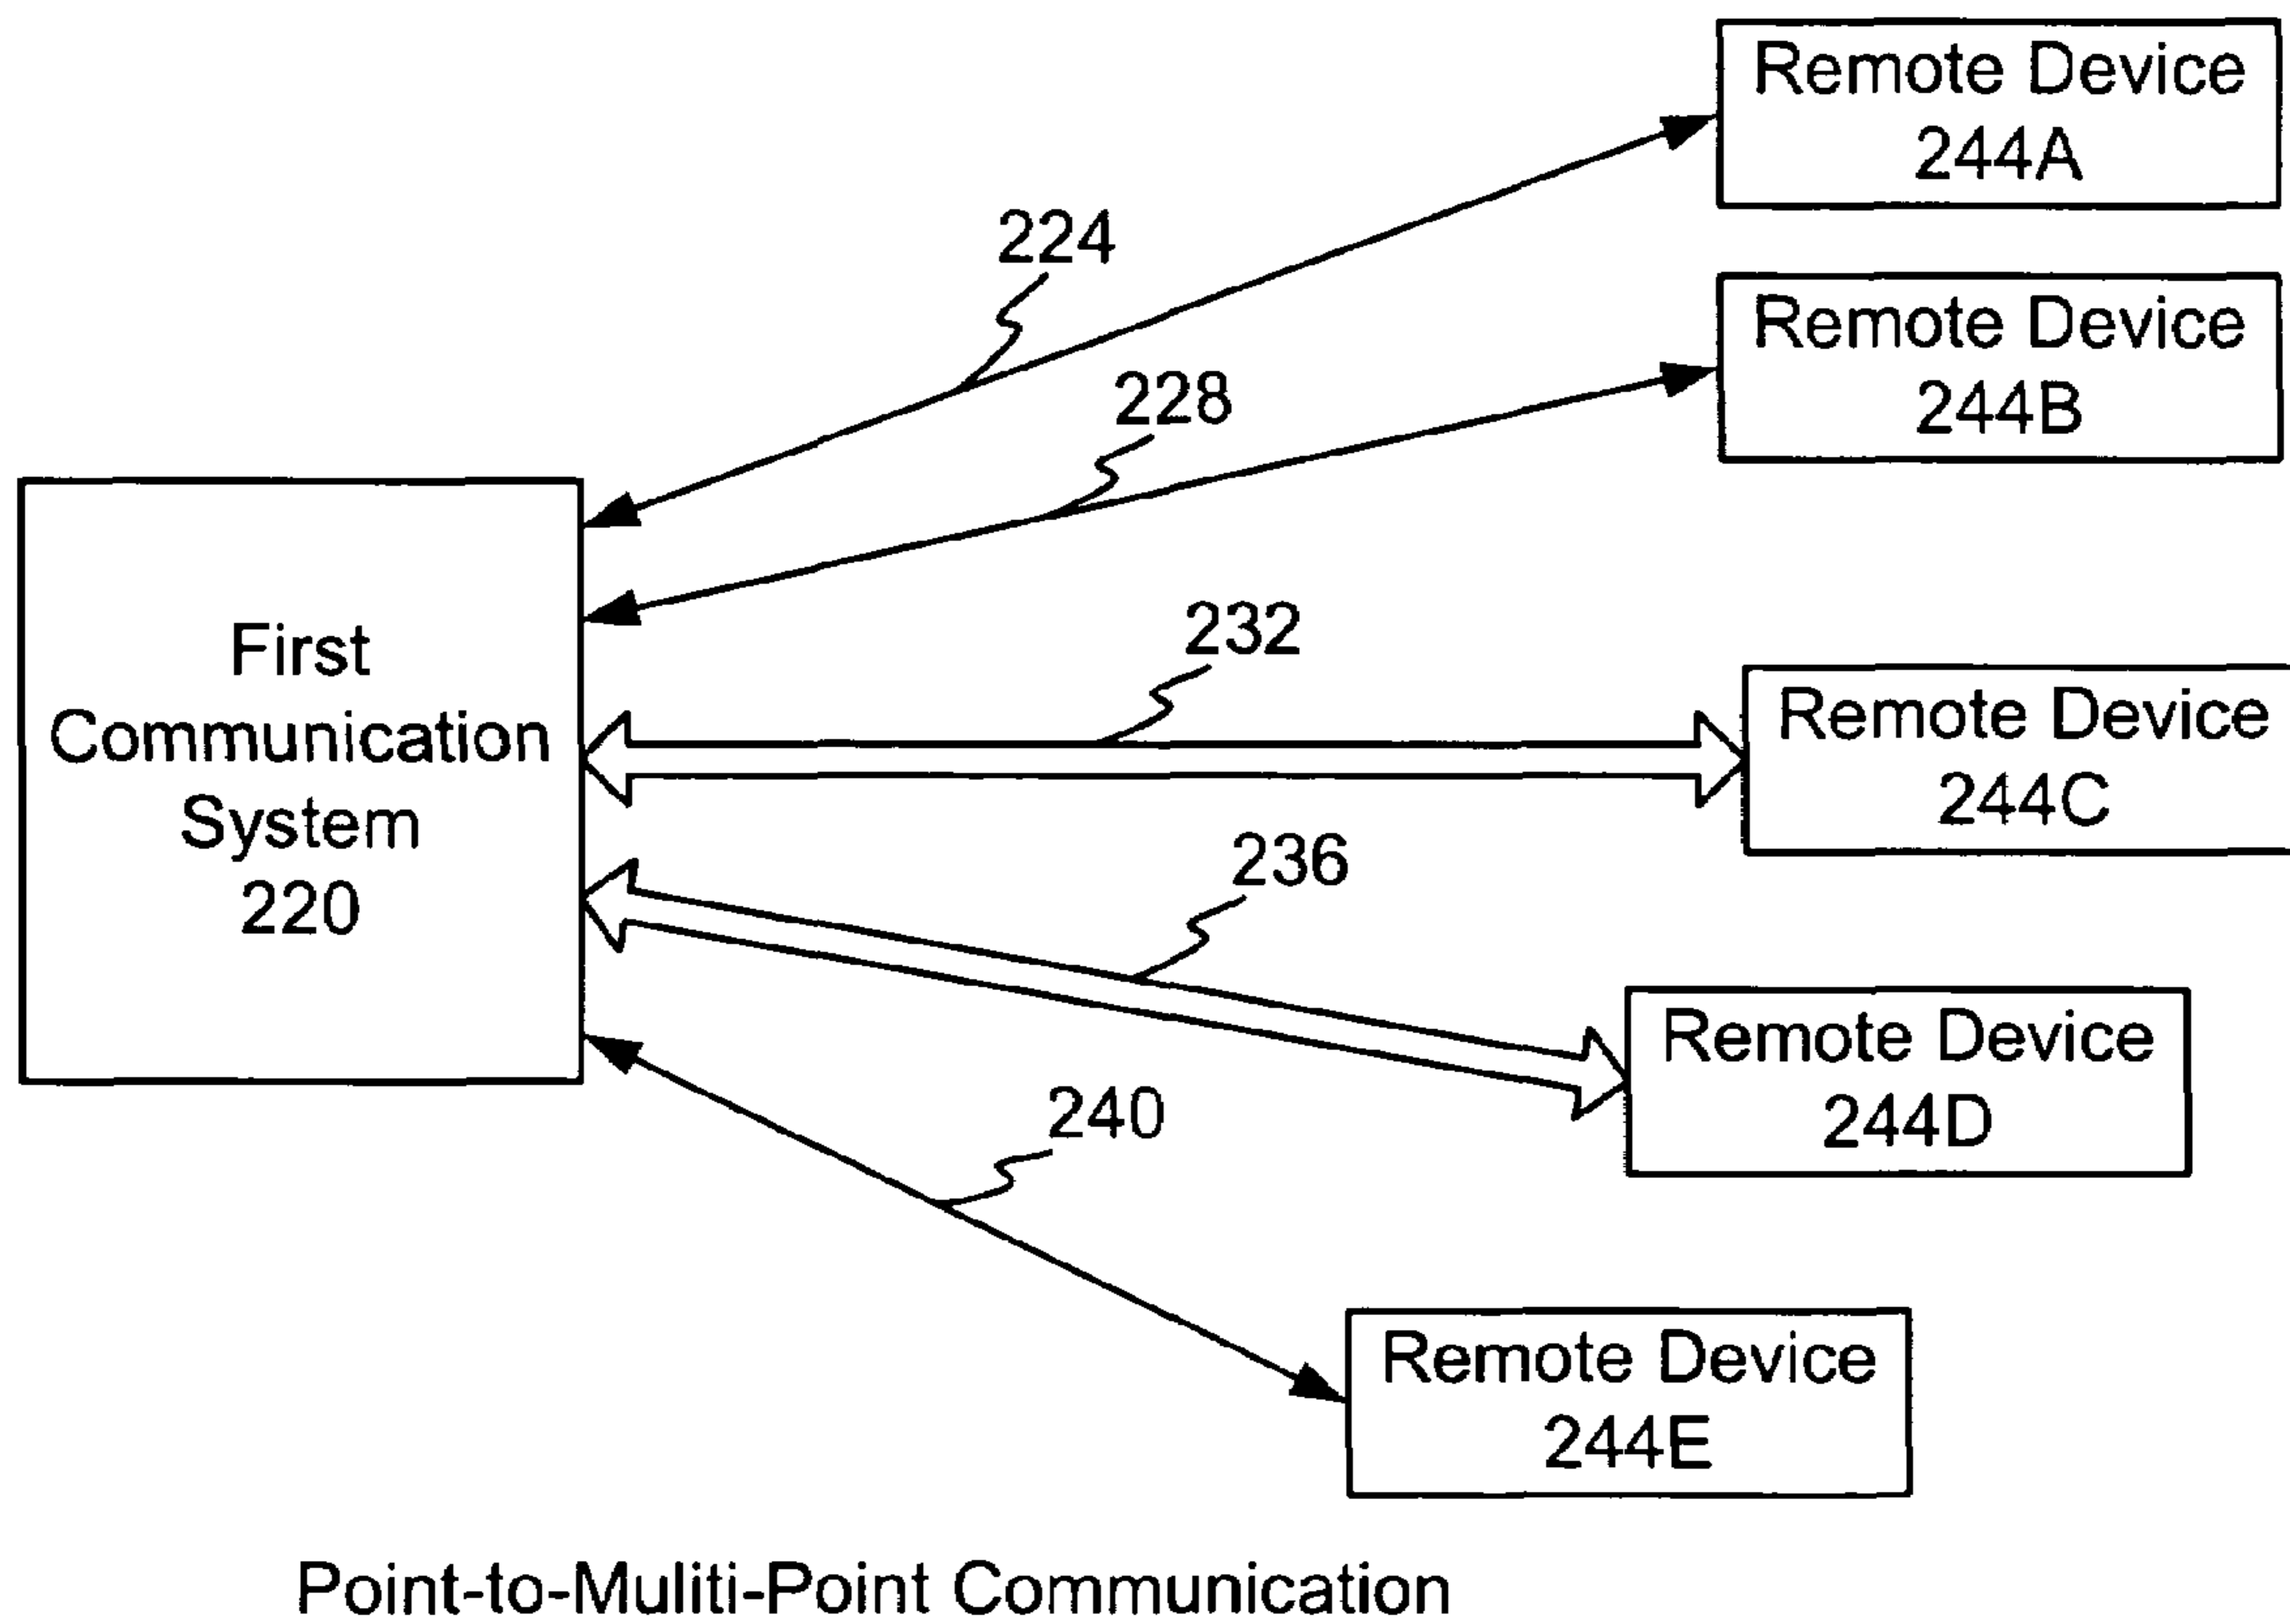 Remote Device
244A
224
Remote Device
244B
228
First
Communication
System
220
232
Remote Device
244C
236
Remote Device
244D
240
Remote Device
244E
Point-to-Muliti-Point Communication